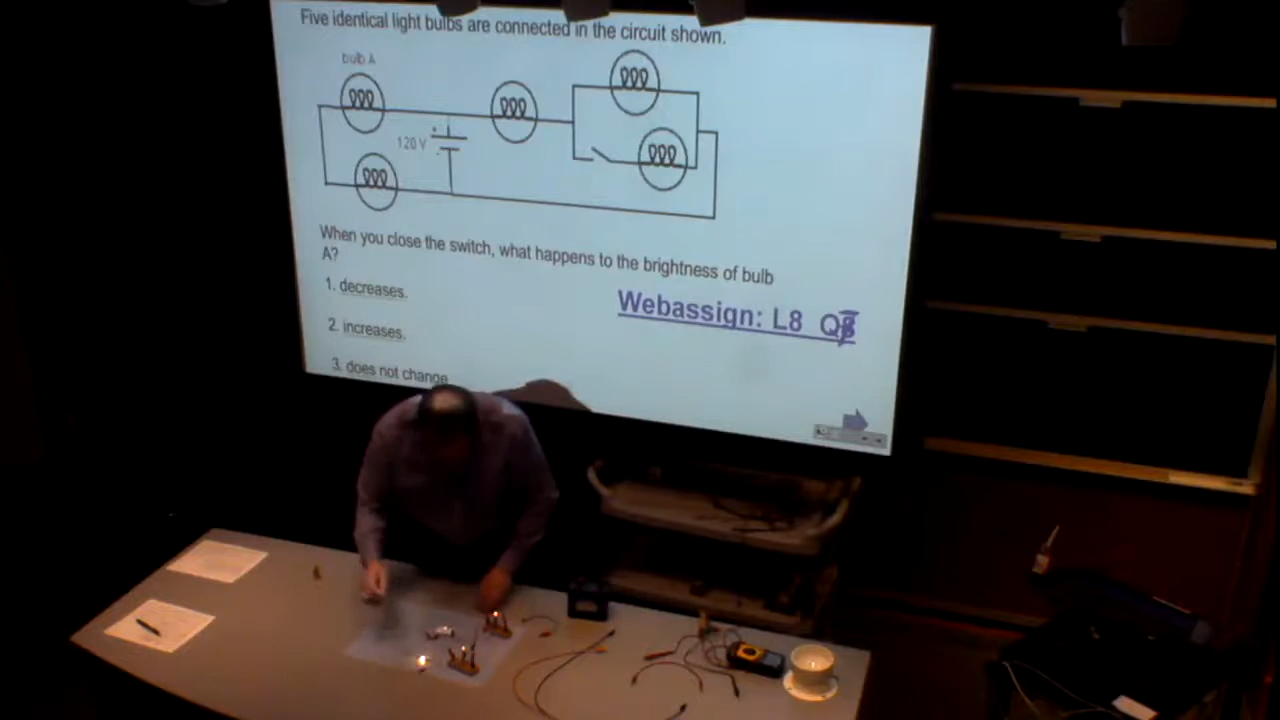 Five identical light bulbs are connected in the circuit shown.
bulb A
120 V
When you close the switch, what happens to the brightness of bulb
A?
1. decreases.
2. increases.
3. does not change
Webassign: L8